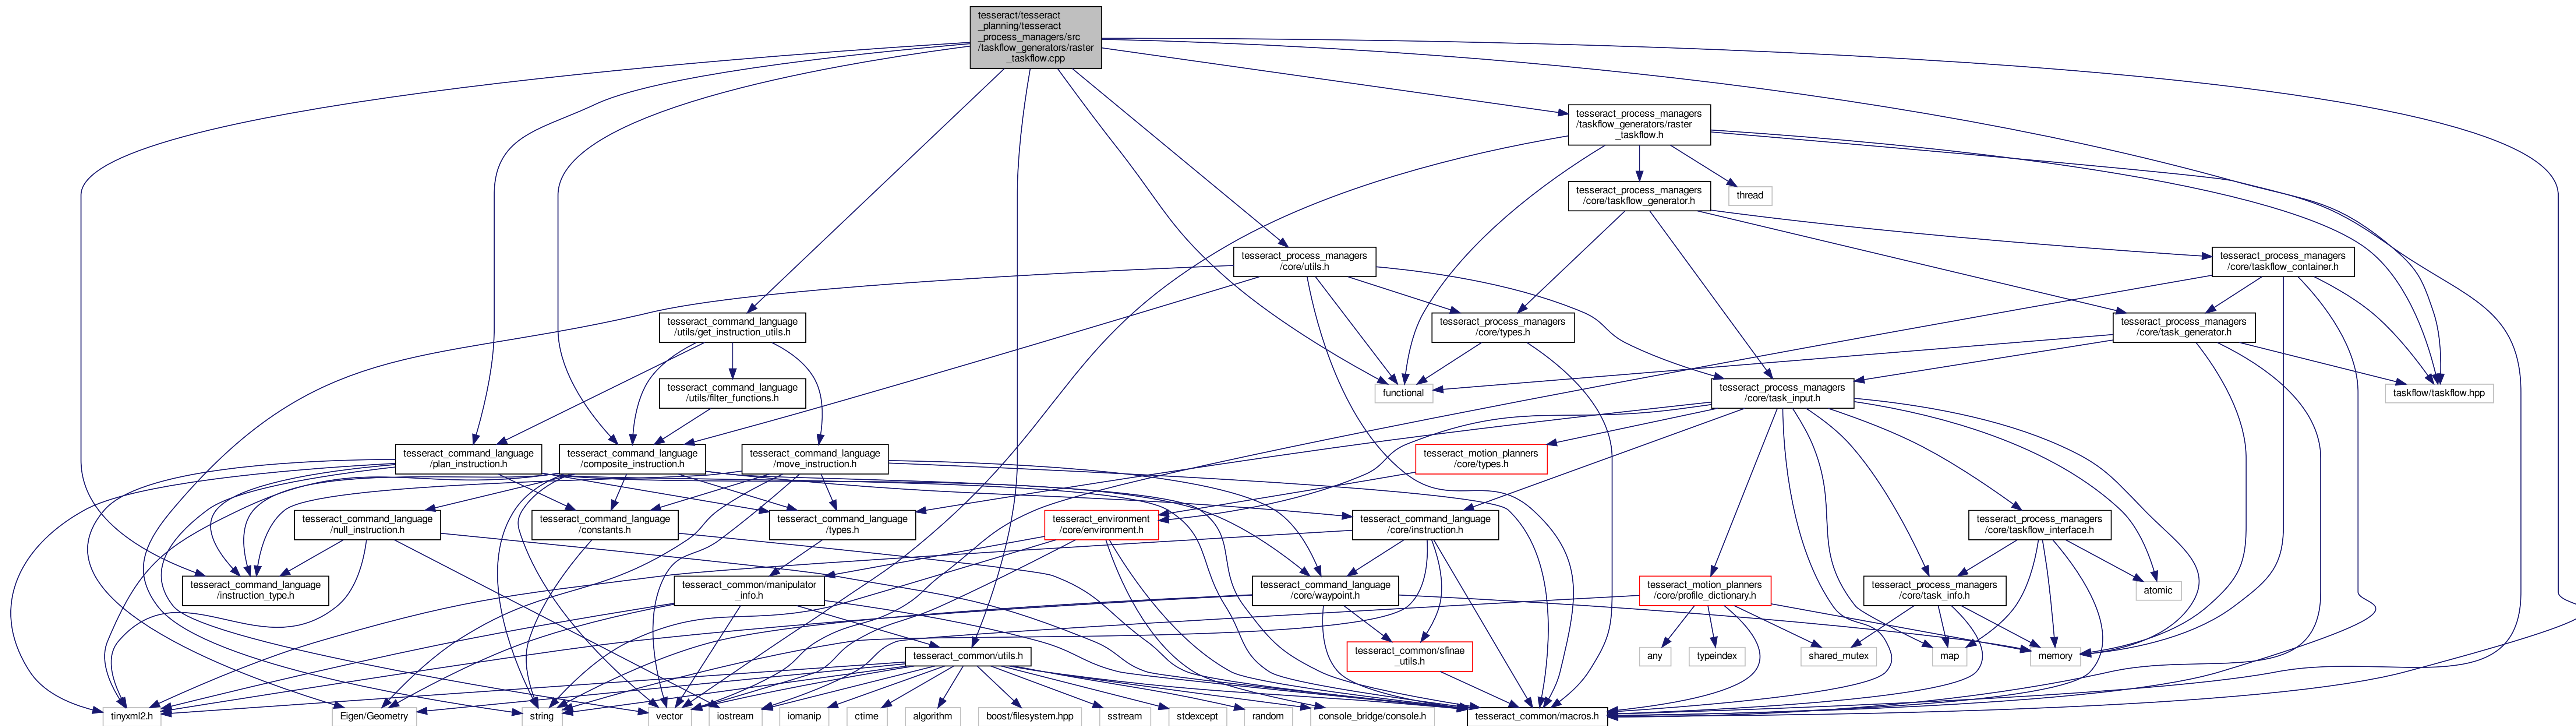 tesseract/tesseract
_planning/tesseract
_process_managers/src
/taskflow_generators/raster
_taskflow.cpp
tesseract_process_managers
/taskflow_generators/raster
_taskflow.h
tesseract_process_managers
/core/taskflow_generator.h
thread
tesseract_process_managers
/core/utils.h
tesseract_process_managers
/core/taskflow_container.h
tesseract_command_language
/utils/get_instruction_utils.h
tesseract_process_managers
/core/types.h
tesseract_process_managers
/core/task_generator.h
tesseract_command_language
/utils/filter_functions.h
functional
tesseract_process_managers
/core/task_input.h
taskflow/taskflow.hpp
tesseract_command_language
/plan_instruction.h
tesseract_command_language
/composite_instruction.h
tesseract_command_language
/move_instruction.h
tesseract_motion_planners
/core/types.h
tesseract_command_language
/null_instruction.h
tesseract_command_language
/constants.h
tesseract_command_language
/types.h
tesseract_environment
/core/environment.h
tesseract_command_language
/core/instruction.h
tesseract_process_managers
/core/taskflow_interface.h
tesseract_command_language
/instruction_type.h
tesseract_common/manipulator
_info.h
tesseract_command_language
/core/waypoint.h
tesseract_motion_planners
/core/profile_dictionary.h
tesseract_process_managers
/core/task_info.h
atomic
tesseract_common/utils.h
tesseract_common/sfinae
_utils.h
any
typeindex
shared_mutex
map
memory
tinyxml2.h
Eigen/Geometry
string
vector
iostream
iomanip
ctime
algorithm
boost/filesystem.hpp
sstream
stdexcept
random
console_bridge/console.h
tesseract_common/macros.h